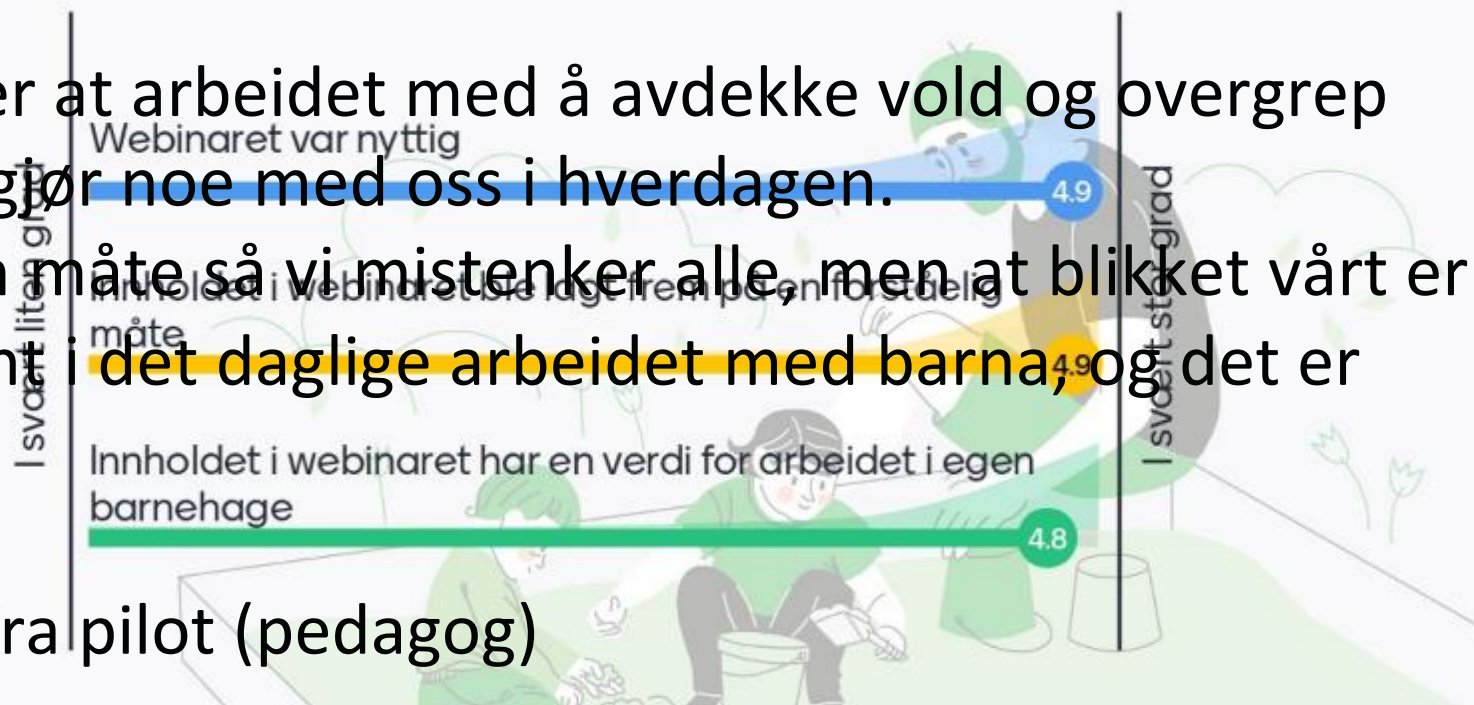 er at arbeidet med å avdekke vold og overgrep
Webinaret var nyttig
gjør noe med oss i hverdagen.
4.9
måte så vi mistenker alle, men at blikket vårt er
Innholdet i webinaret ble lagt frem på en forståelig
måte
i det daglige arbeidet med barna, og det er
4.9
Innholdet i webinaret har en verdi for arbeidet i egen
barnehage
4.8
ra pilot (pedagog)
I svært liten grad
I svært stor grad